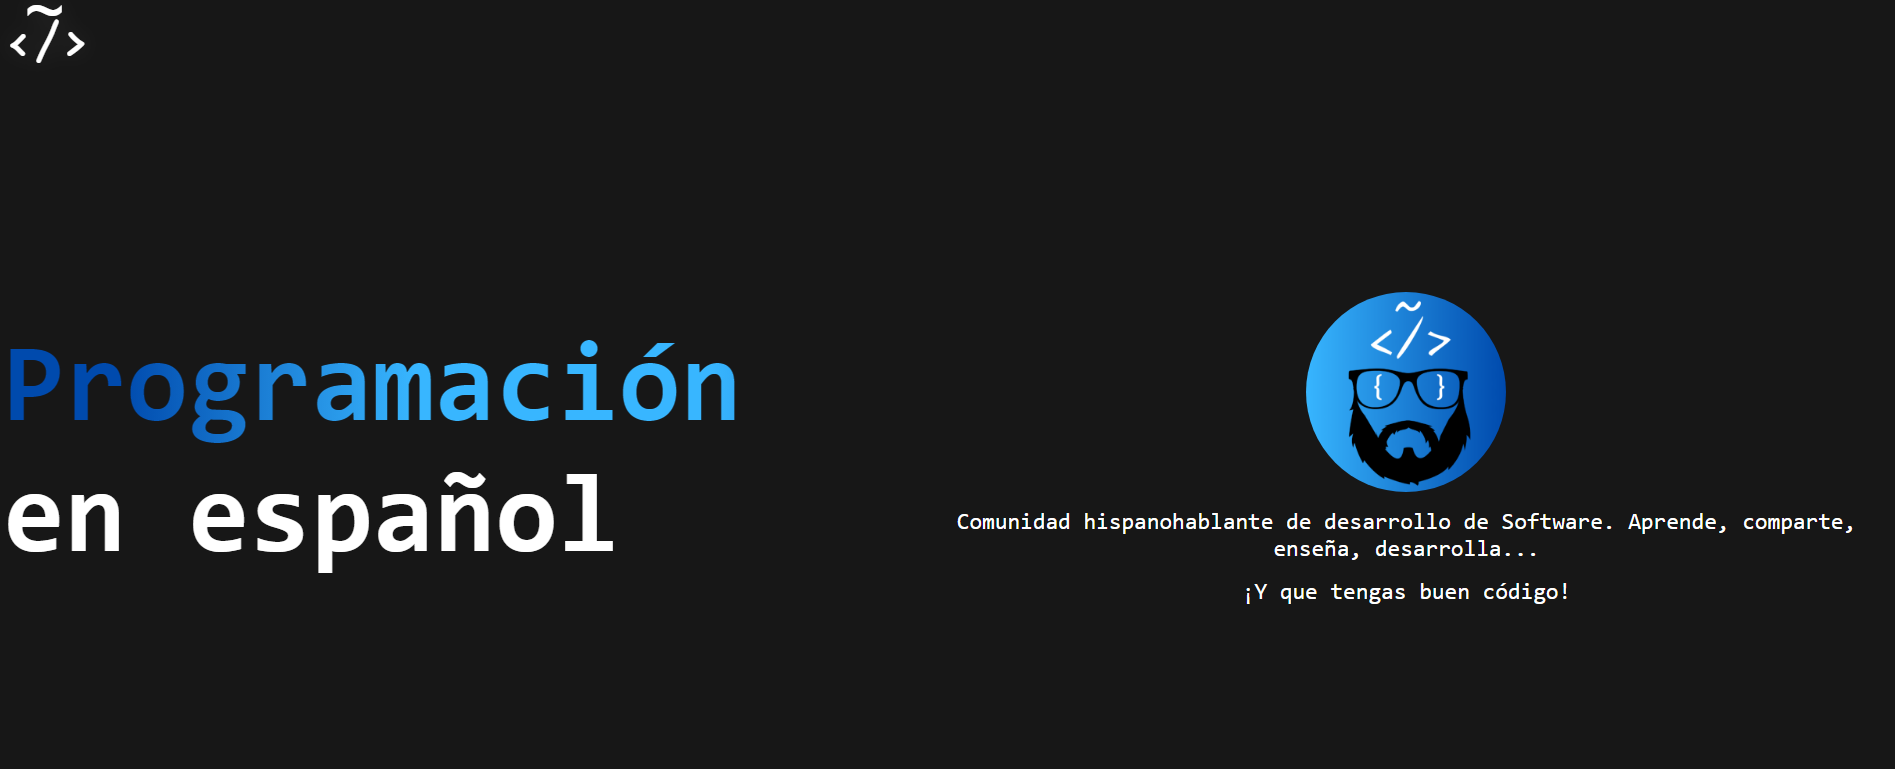 <~/>
Programación
en español
<~/>
{ }
Comunidad hispanohablante de desarrollo de Software. Aprende, comparte,
enseña, desarrolla...
¡Y que tengas buen código!